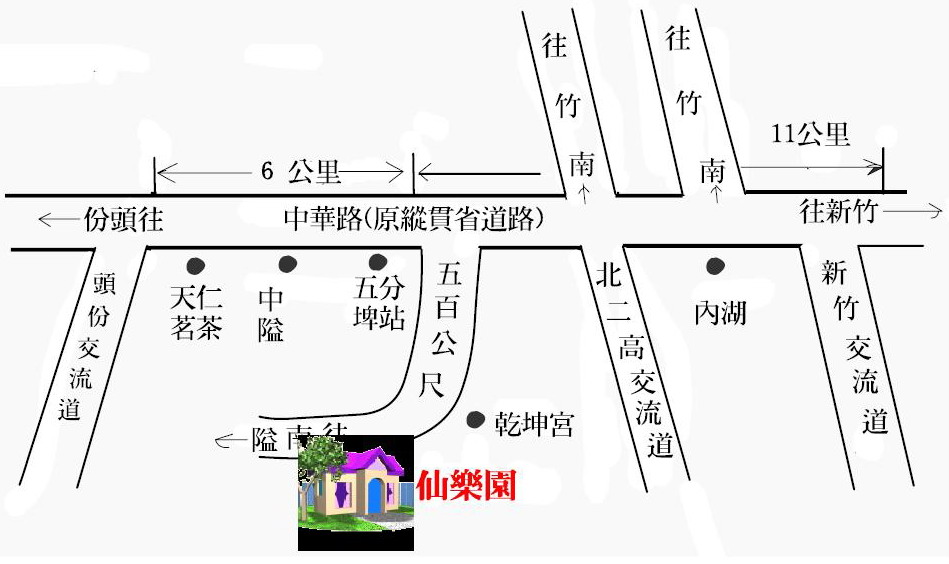 往竹南
往竹南
11公里
6 公里
份頭往
中華路(原縱貫省道路)
往新竹
頭份交流道
天仁
茗茶
中隘
五分
埤站
五百公尺
北二高交流道
內湖
新竹交流道
乾坤宮
隘南往
仙樂園